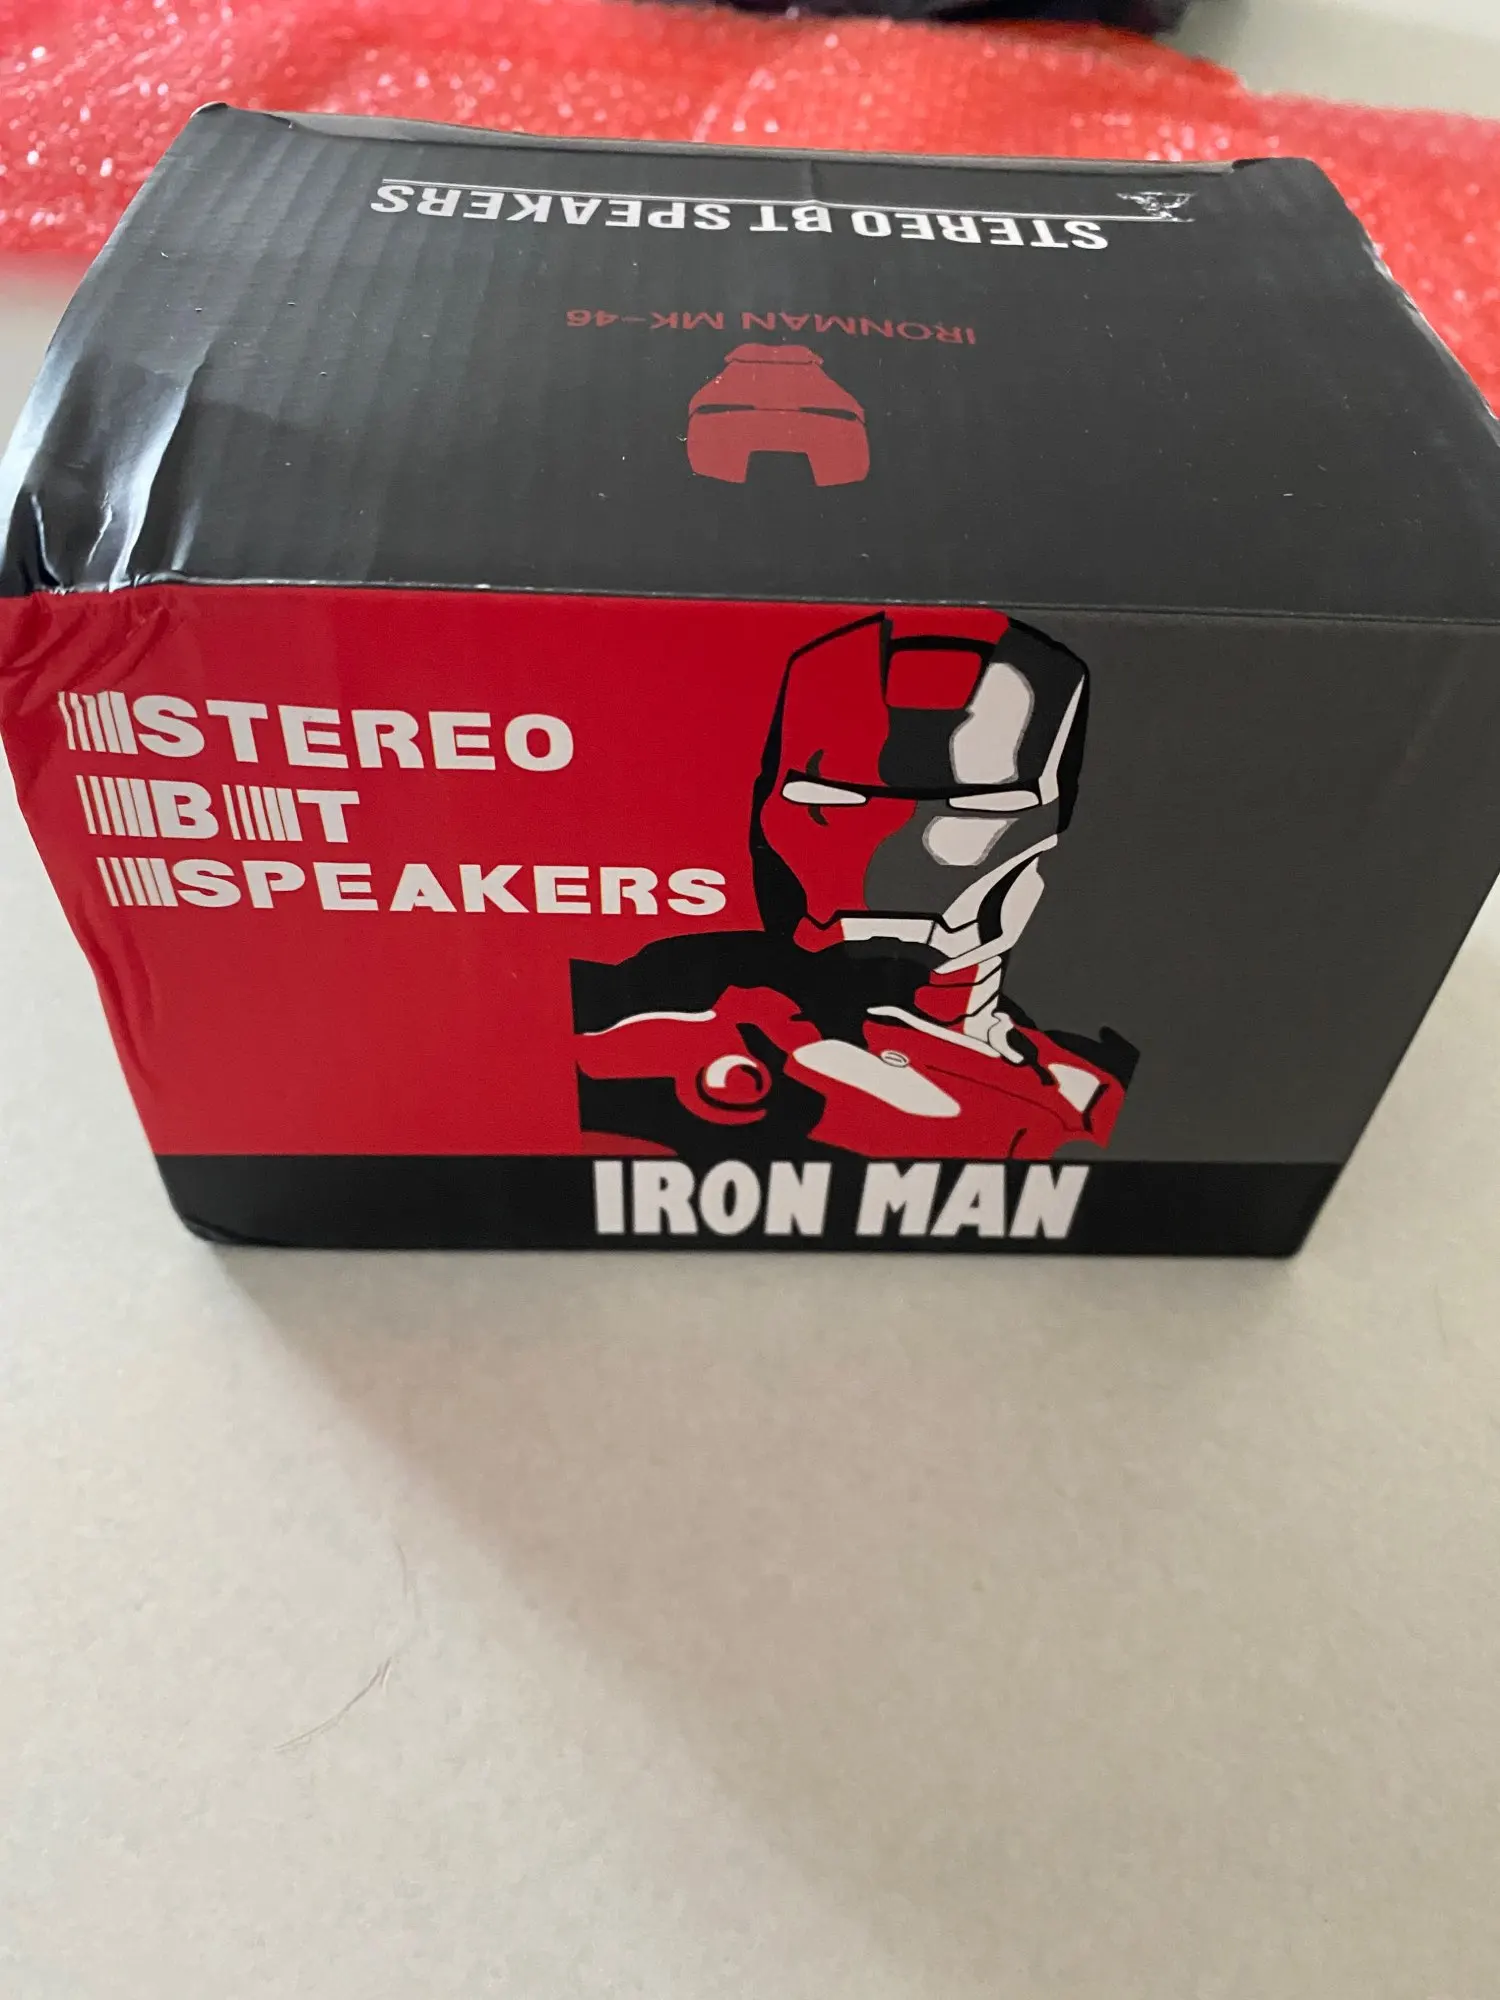 STEREO BT SPEAKERS
IRONMAN MK-46
STEREO
BT
SPEAKERS
IRON MAN